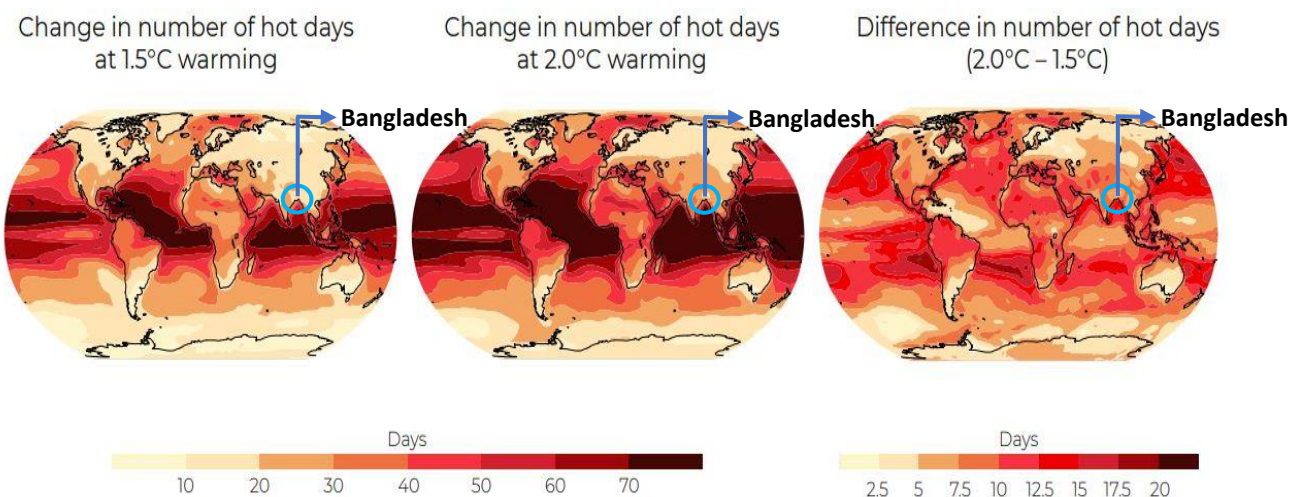 Change in number of hot days
at 1.5°C warming
Change in number of hot days
at 2.0°C warming
Difference in number of hot days
(2.0°C – 1.5°C)
Bangladesh
Bangladesh
Bangladesh
Days
10 20 30 40 50 60 70
Days
2.5 5 7.5 10 12.5 15 17.5 20